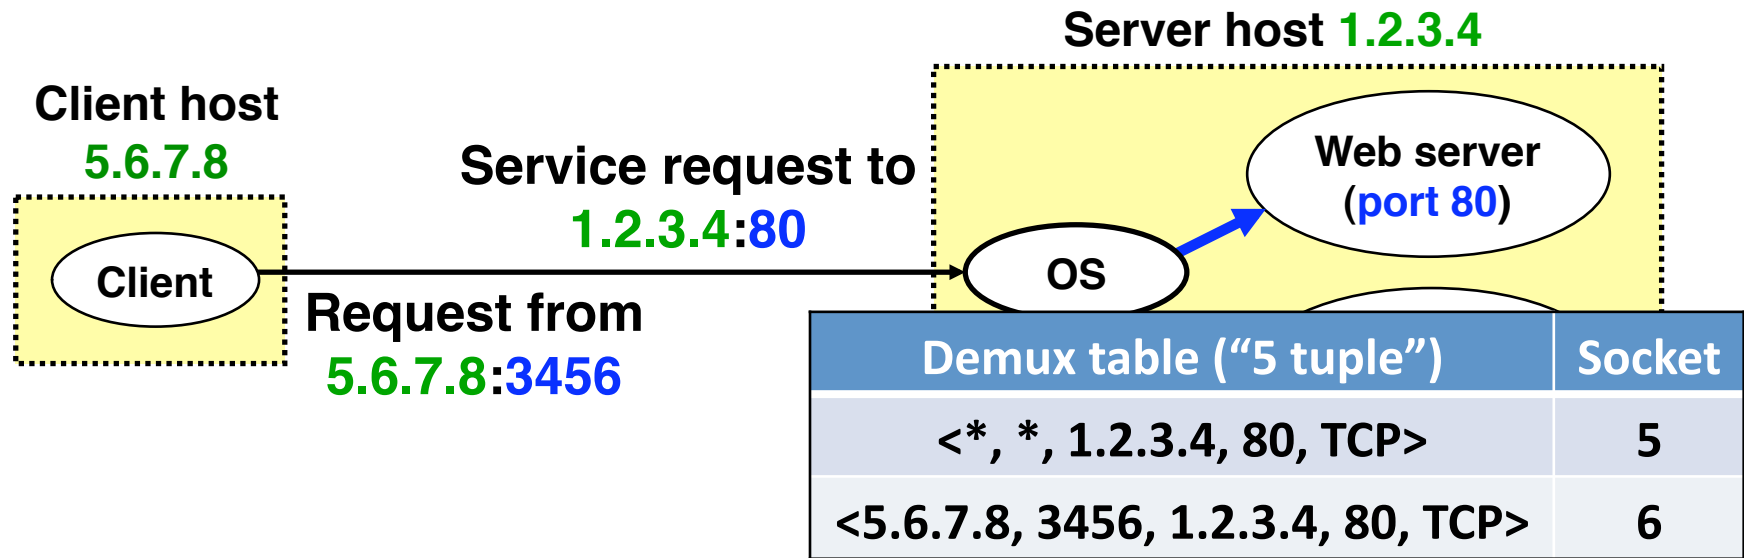 Server host 1.2.3.4
Client host
5.6.7.8
Service request to
1.2.3.4:80
Web server
(port 80)
Client
OS
Request from
5.6.7.8:3456
Demux table (“5 tuple”) Socket
<*, *, 1.2.3.4, 80, TCP> 5
<5.6.7.8, 3456, 1.2.3.4, 80, TCP> 6